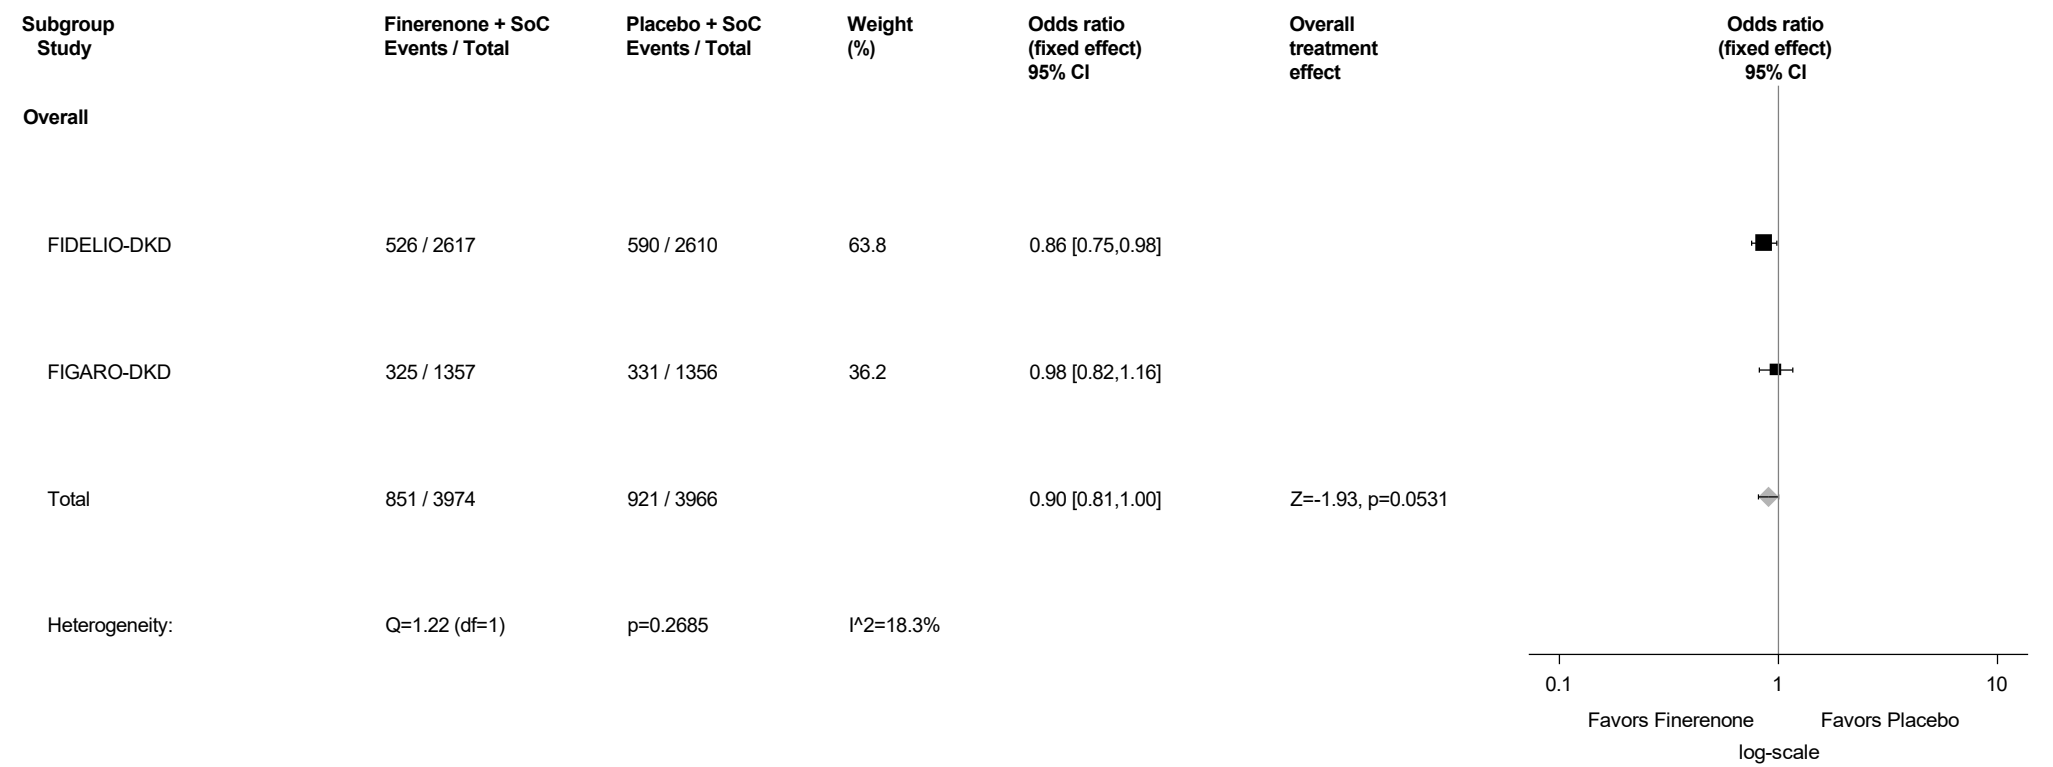 Subgroup Finerenone + SoC Placebo + SoC Weight Odds ratio Overall Odds ratio
Study Events / Total Events / Total (%) (fixed effect) treatment (fixed effect)
95% CI effect 95% CI
Overall
FIDELIO-DKD 526 / 2617 590 / 2610 63.8 0.86 [0.75,0.98]
FIGARO-DKD 325 / 1357 331 / 1356 36.2 0.98 [0.82,1.16]
Total 851 / 3974 921 / 3966 0.90 [0.81,1.00] Z=-1.93, p=0.0531
Heterogeneity: Q=1.22 (df=1) p=0.2685 I^2=18.3%
0.1 1 10
Favors Finerenone Favors Placebo
log-scale